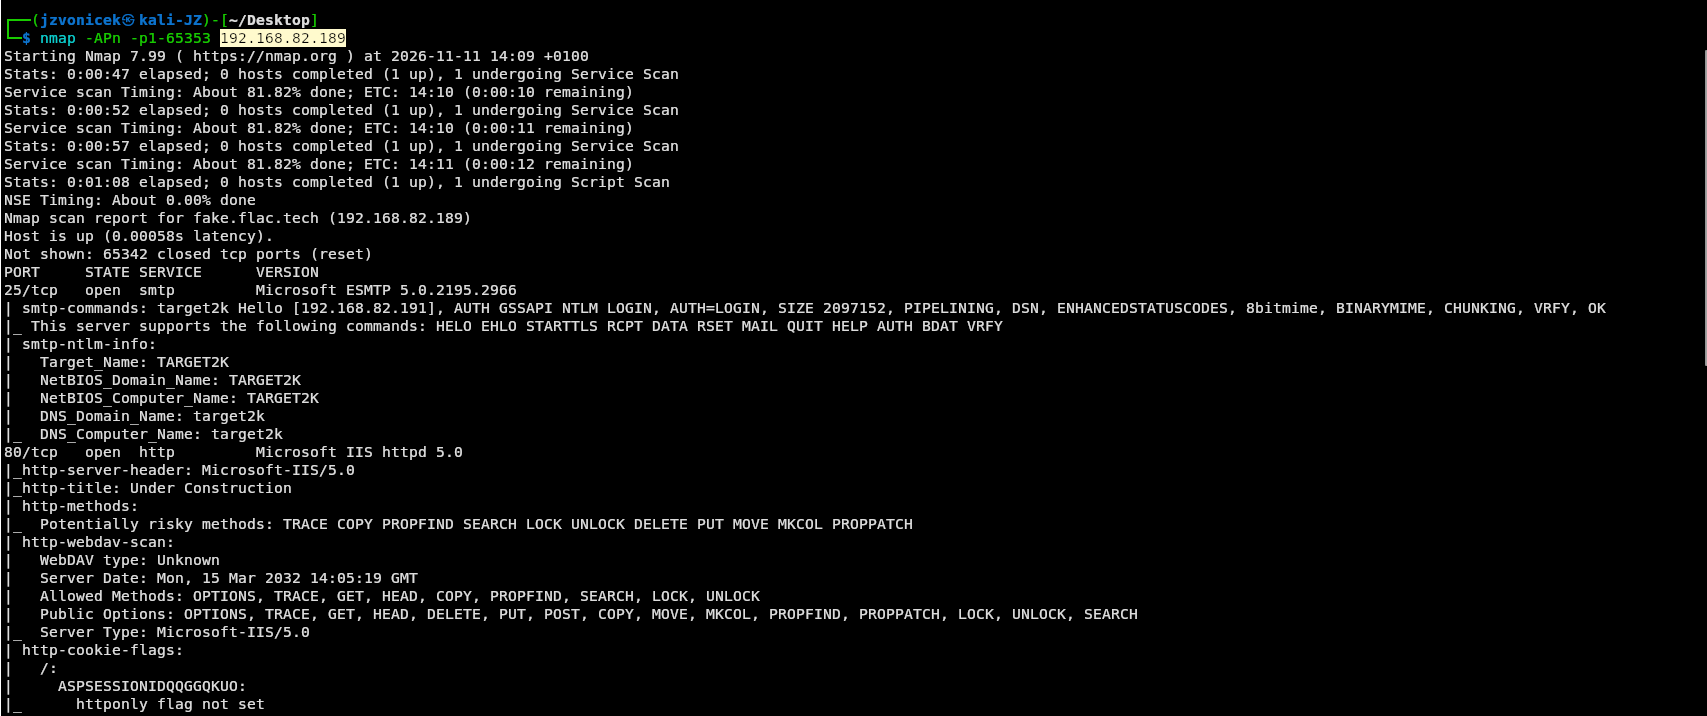 ┌──(jzvonicek㉿kali-JZ)-[~/Desktop]
└─$ nmap -APn -p1-65353 192.168.82.189
Starting Nmap 7.99 ( https://nmap.org ) at 2026-11-11 14:09 +0100
Stats: 0:00:47 elapsed; 0 hosts completed (1 up), 1 undergoing Service Scan
Service scan Timing: About 81.82% done; ETC: 14:10 (0:00:10 remaining)
Stats: 0:00:52 elapsed; 0 hosts completed (1 up), 1 undergoing Service Scan
Service scan Timing: About 81.82% done; ETC: 14:10 (0:00:11 remaining)
Stats: 0:00:57 elapsed; 0 hosts completed (1 up), 1 undergoing Service Scan
Service scan Timing: About 81.82% done; ETC: 14:11 (0:00:12 remaining)
Stats: 0:01:08 elapsed; 0 hosts completed (1 up), 1 undergoing Script Scan
NSE Timing: About 0.00% done
Nmap scan report for fake.flac.tech (192.168.82.189)
Host is up (0.00058s latency).
Not shown: 65342 closed tcp ports (reset)
PORT     STATE SERVICE      VERSION
25/tcp   open  smtp         Microsoft ESMTP 5.0.2195.2966
| smtp-commands: target2k Hello [192.168.82.191], AUTH GSSAPI NTLM LOGIN, AUTH=LOGIN, SIZE 2097152, PIPELINING, DSN, ENHANCEDSTATUSCODES, 8bitmime, BINARYMIME, CHUNKING, VRFY, OK
|_ This server supports the following commands: HELO EHLO STARTTLS RCPT DATA RSET MAIL QUIT HELP AUTH BDAT VRFY
| smtp-ntlm-info:
|   Target_Name: TARGET2K
|   NetBIOS_Domain_Name: TARGET2K
|   NetBIOS_Computer_Name: TARGET2K
|   DNS_Domain_Name: target2k
|_  DNS_Computer_Name: target2k
80/tcp   open  http         Microsoft IIS httpd 5.0
|_http-server-header: Microsoft-IIS/5.0
|_http-title: Under Construction
| http-methods:
|_  Potentially risky methods: TRACE COPY PROPFIND SEARCH LOCK UNLOCK DELETE PUT MOVE MKCOL PROPPATCH
| http-webdav-scan:
|   WebDAV type: Unknown
|   Server Date: Mon, 15 Mar 2032 14:05:19 GMT
|   Allowed Methods: OPTIONS, TRACE, GET, HEAD, COPY, PROPFIND, SEARCH, LOCK, UNLOCK
|   Public Options: OPTIONS, TRACE, GET, HEAD, DELETE, PUT, POST, COPY, MOVE, MKCOL, PROPFIND, PROPPATCH, LOCK, UNLOCK, SEARCH
|_  Server Type: Microsoft-IIS/5.0
| http-cookie-flags:
|   /:
|     ASPSESSIONIDQQGGQKUO:
|_      httponly flag not set